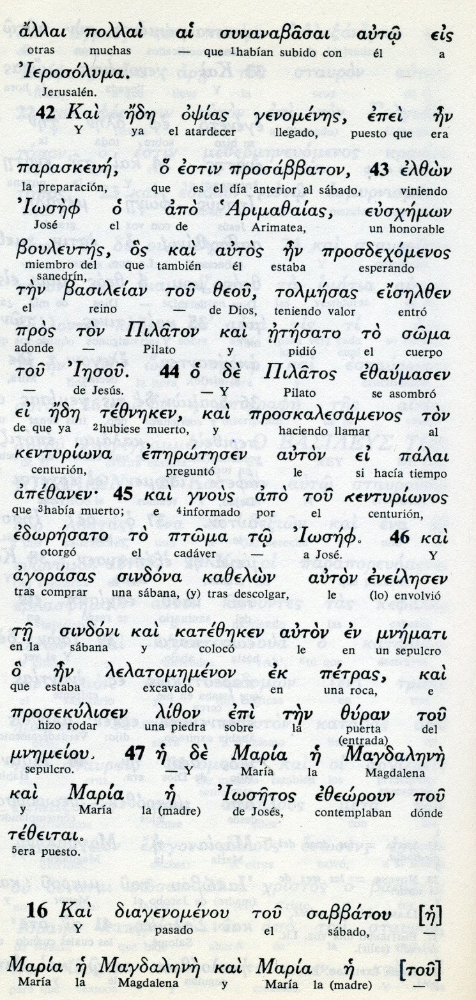 ἄλλαι πολλαὶ αἱ συναναβᾶσαι αὐτῷ εἰς
otras muchas — que 1habían subido con él a
Ἱεροσόλυμα.
Jerusalén.
42 Καὶ ἤδη ὀψίας γενομένης, ἐπεὶ ἦν
Y ya el atardecer llegado, puesto que era
παρασκευή, ὅ ἐστιν προσάββατον, 43 ἐλθὼν
la preparación, que es el día anterior al sábado, viniendo
Ἰωσὴφ ὁ ἀπὸ Ἁριμαθαίας, εὐσχήμων
José el de Arimatea, un honorable
βουλευτής, ὃς καὶ αὐτὸς ἦν προσδεχόμενος
miembro del que también él estaba esperando
sanedrín,
τὴν βασιλείαν τοῦ θεοῦ, τολμήσας εἰσῆλθεν
el reino — de Dios, teniendo valor entró
πρὸς τὸν Πιλᾶτον καὶ ᾐτήσατο τὸ σῶμα
adonde — Pilato y pidió el cuerpo
τοῦ Ἰησοῦ. 44 ὁ δὲ Πιλᾶτος ἐθαύμασεν
— de Jesús. — Y Pilato se asombró
εἰ ἤδη τέθνηκεν, καὶ προσκαλεσάμενος τὸν
de que ya 2hubiese muerto, y haciendo llamar al
κεντυρίωνα ἐπηρώτησεν αὐτὸν εἰ πάλαι
centurión, preguntó le si hacía tiempo
ἀπέθανεν· 45 καὶ γνοὺς ἀπὸ τοῦ κεντυρίωνος
que 3había muerto; e 4informado por el centurión,
ἐδωρήσατο τὸ πτῶμα τῷ Ἰωσήφ. 46 καὶ
otorgó el cadáver a José. Y
ἀγοράσας σινδόνα καθελὼν αὐτὸν ἐνείλησεν
tras comprar una sábana, (y) tras descolgar, le (lo) envolvió
τῇ σινδόνι καὶ κατέθηκεν αὐτὸν ἐν μνήματι
en la sábana y colocó le en un sepulcro
ὃ ἦν λελατομημένον ἐκ πέτρας, καὶ
que estaba excavado en una roca, e
προσεκύλισεν λίθον ἐπὶ τὴν θύραν τοῦ
hizo rodar una piedra sobre la puerta del
(entrada)
μνημείου. 47 ἡ δὲ Μαρία ἡ Μαγδαληνὴ
sepulcro. — Y María la Magdalena
καὶ Μαρία ἡ Ἰωσῆτος ἐθεώρουν ποῦ
y María la (madre) de Josés, contemplaban dónde
τέθειται.
5era puesto.
16 Καὶ διαγενομένου τοῦ σαββάτου [ἡ]
Y pasado el sábado, —
Μαρία ἡ Μαγδαληνὴ καὶ Μαρία ἡ [τοῦ]
María la Magdalena y María la (madre) —